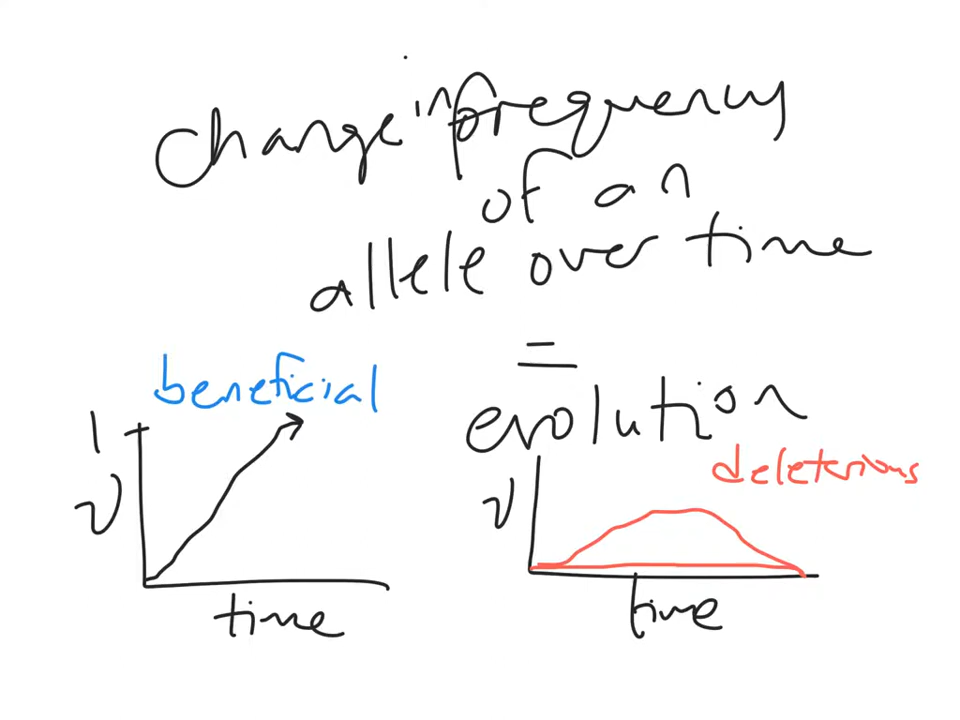 change in frequency
of an
allele over time
=
evolution
beneficial
deleterious
1
ν
ν
time
time